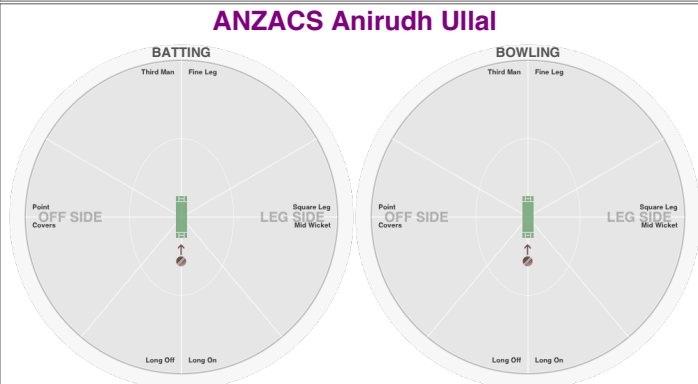 ANZACS Anirudh Ullal
BATTING
Third Man Fine Leg
Point
OFF SIDE
Covers
Square Leg
LEG SIDE
Mid Wicket
Long Off Long On
BOWLING
Third Man Fine Leg
Point
OFF SIDE
Covers
Square Leg
LEG SIDE
Mid Wicket
Long Off Long On